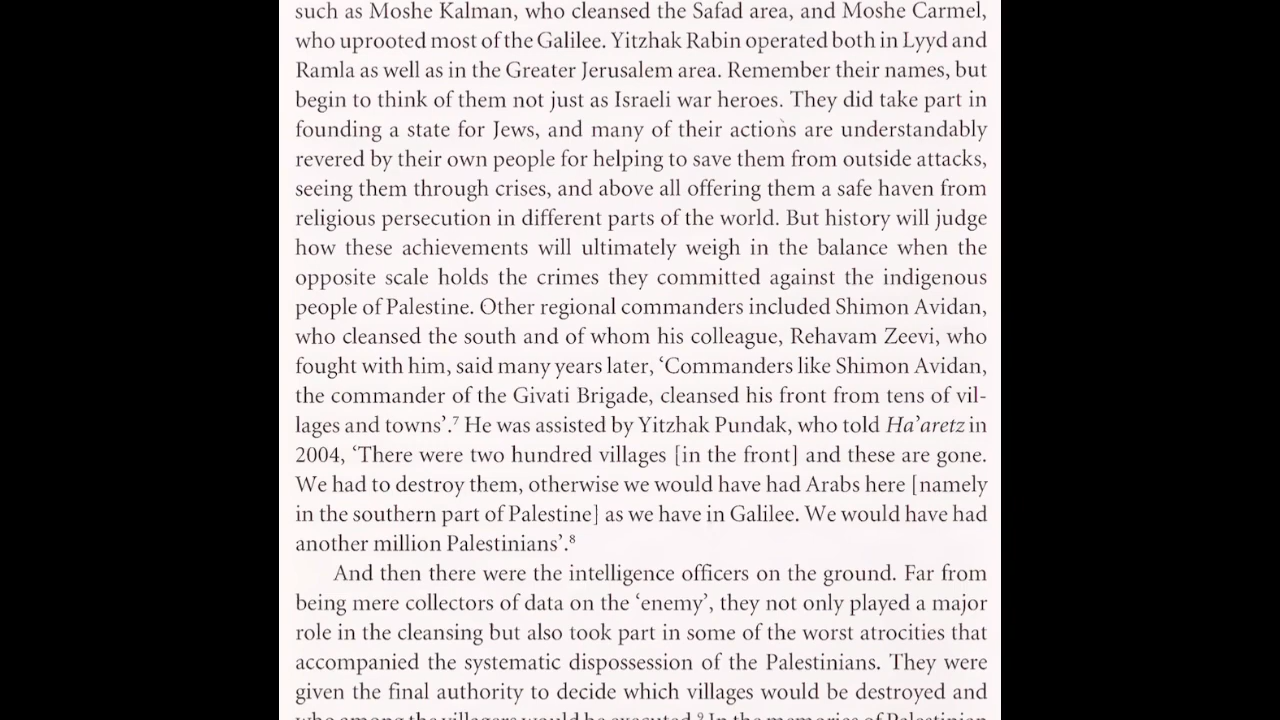 such as Moshe Kalman, who cleansed the Safad area, and Moshe Carmel,
who uprooted most of the Galilee. Yitzhak Rabin operated both in Lyyd and
Ramla as well as in the Greater Jerusalem area. Remember their names, but
begin to think of them not just as Israeli war heroes. They did take part in
founding a state for Jews, and many of their actions are understandably
revered by their own people for helping to save them from outside attacks,
seeing them through crises, and above all offering them a safe haven from
religious persecution in different parts of the world. But history will judge
how these achievements will ultimately weigh in the balance when the
opposite scale holds the crimes they committed against the indigenous
people of Palestine. Other regional commanders included Shimon Avidan,
who cleansed the south and of whom his colleague, Rehavam Zeevi, who
fought with him, said many years later, ‘Commanders like Shimon Avidan,
the commander of the Givati Brigade, cleansed his front from tens of vil-
lages and towns’.⁷ He was assisted by Yitzhak Pundak, who told Ha’aretz in
2004, ‘There were two hundred villages [in the front] and these are gone.
We had to destroy them, otherwise we would have had Arabs here [namely
in the southern part of Palestine] as we have in Galilee. We would have had
another million Palestinians’.⁸
And then there were the intelligence officers on the ground. Far from
being mere collectors of data on the ‘enemy’, they not only played a major
role in the cleansing but also took part in some of the worst atrocities that
accompanied the systematic dispossession of the Palestinians. They were
given the final authority to decide which villages would be destroyed and
who among the villagers would be executed.⁹ In the memories of Palestinian